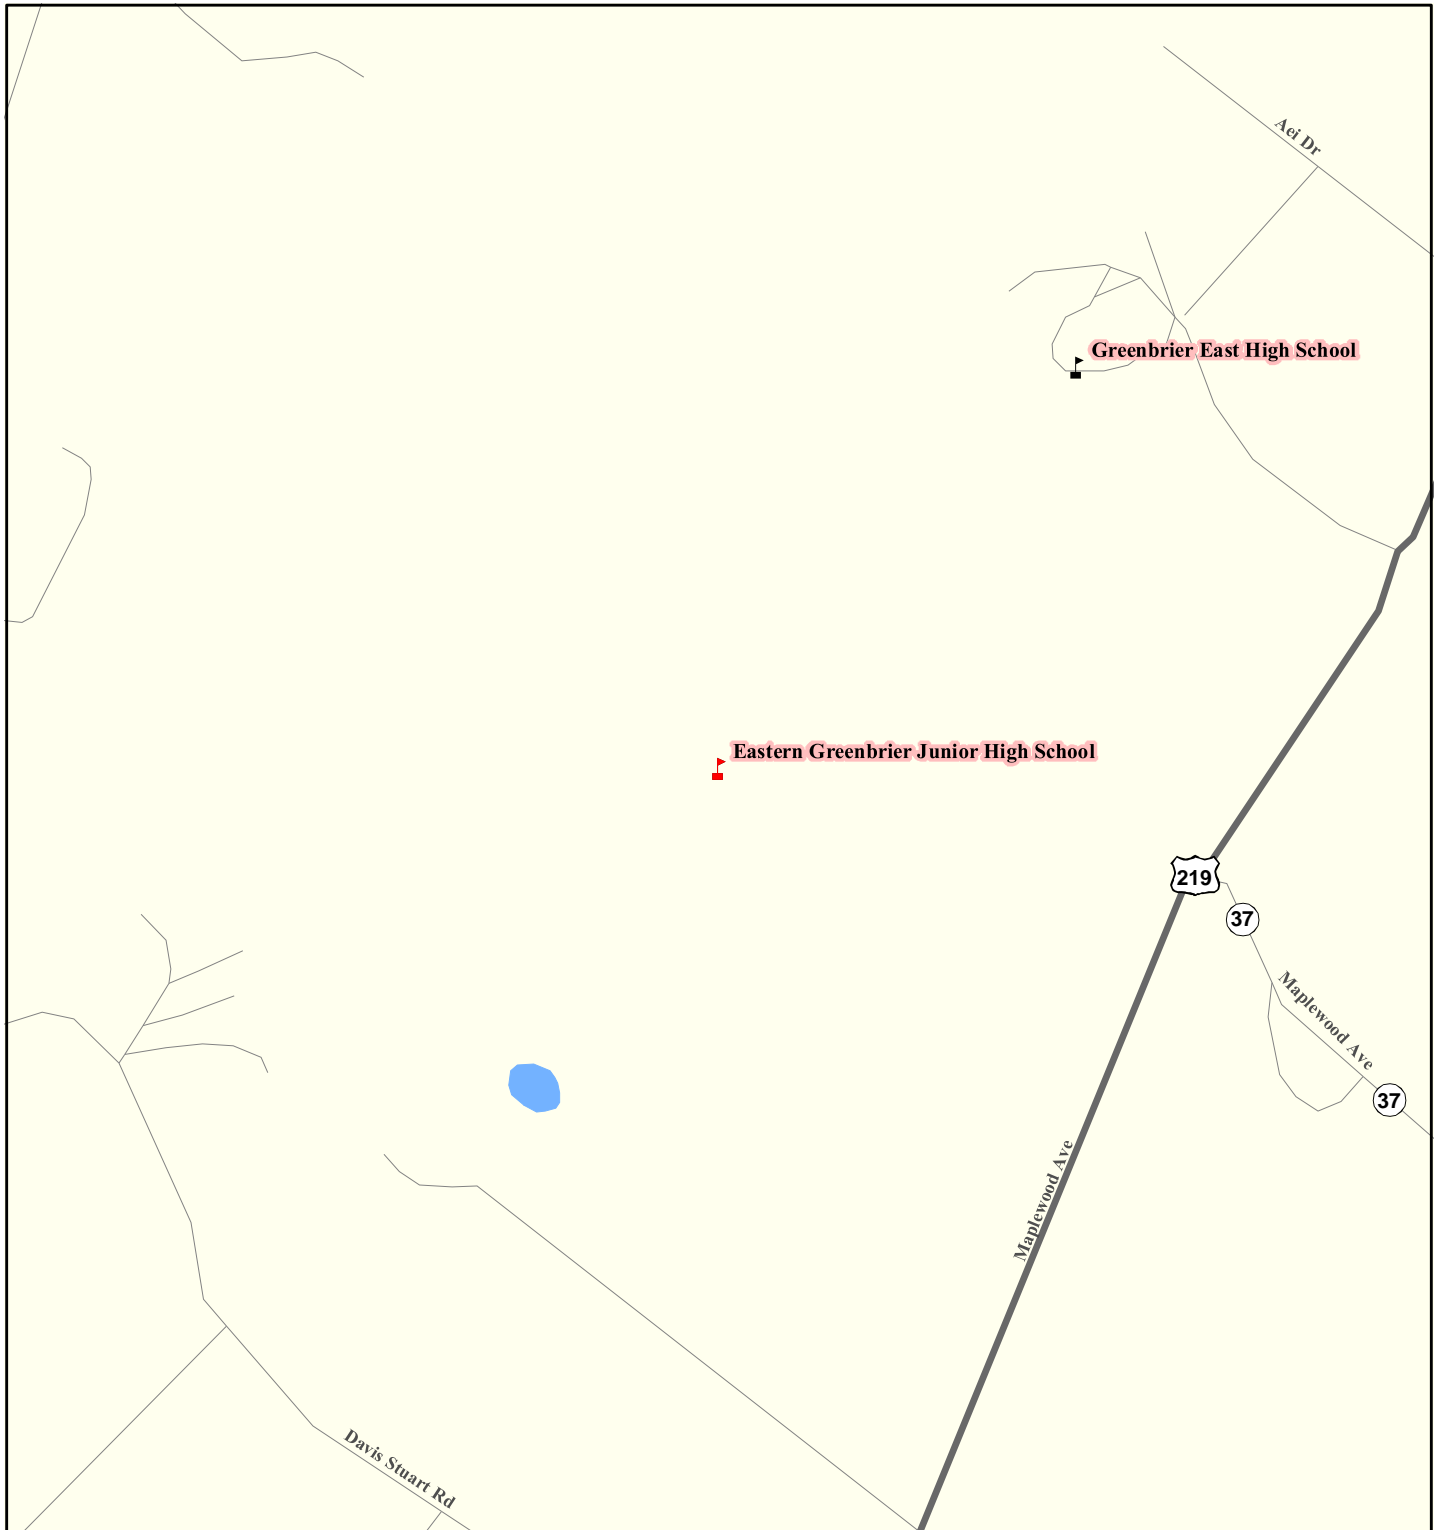 Aei Dr
Greenbrier East High School
Eastern Greenbrier Junior High School
219
37
Maplewood Ave
37
Maplewood Ave
Davis Stuart Rd